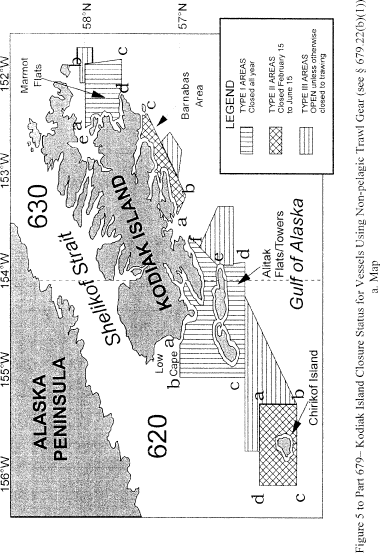 58°N
57°N
152°W
153°W
154°W
155°W
156°W
Marmot
Flats
b
c
d
e
a
c
Barnabas
Area
a
b
630
Shelikof Strait
KODIAK ISLAND
f
e
d
Alitak
Flats/Towers
Gulf of Alaska
Low
Cape
a
b
c
620
ALASKA
PENINSULA
a
b
Chirikof Island
d
c
LEGEND
TYPE I AREAS
Closed all year
TYPE II AREAS
Closed February 15
to June 15
TYPE III AREAS
OPEN unless otherwise
closed to trawing
Figure 5 to Part 679– Kodiak Island Closure Status for Vessels Using Non-pelagic Trawl Gear (see § 679.22(b)(1))
a. Map